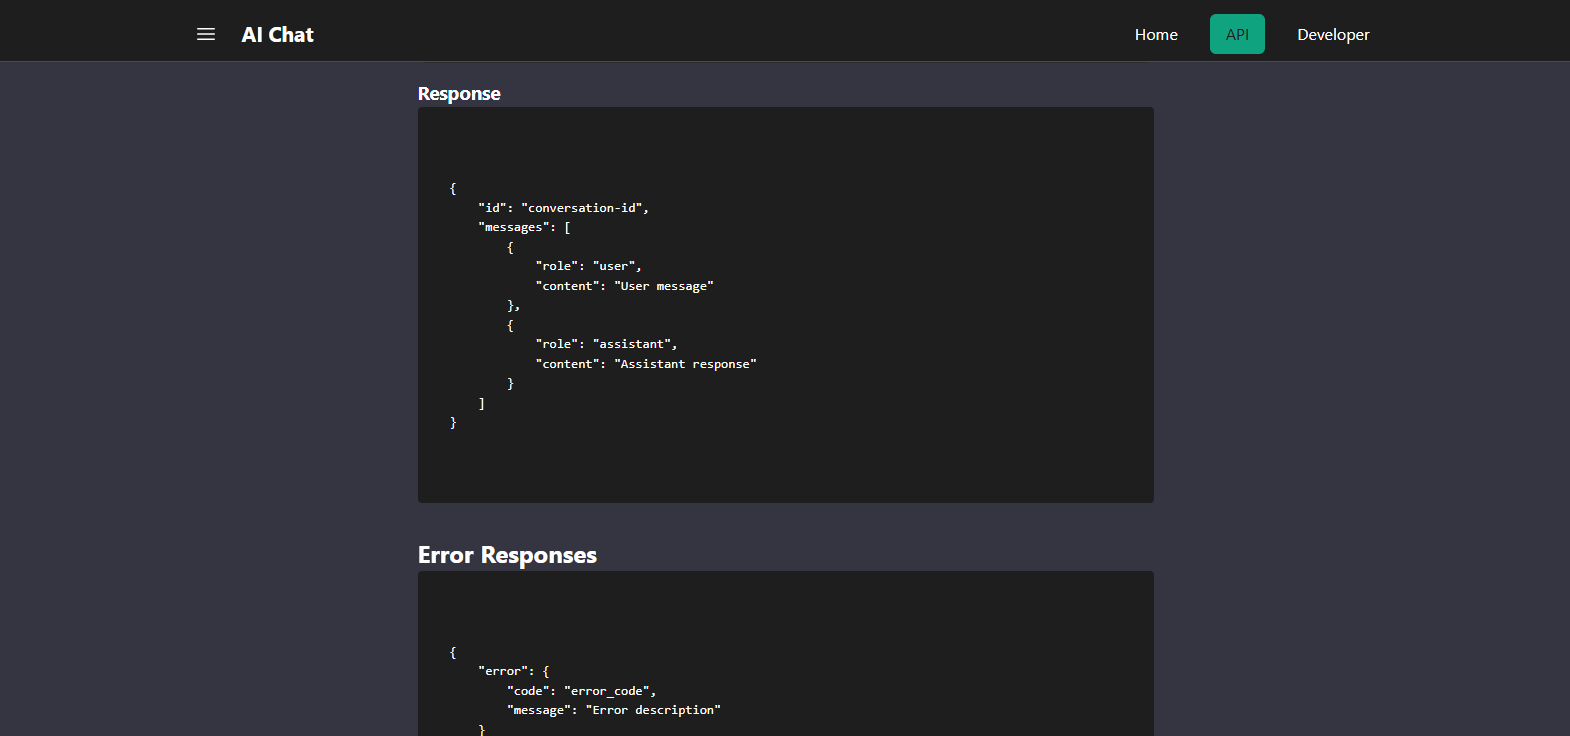 AI Chat
Home
API
Developer
Response
{
"id": "conversation-id",
"messages": [
{
"role": "user",
"content": "User message"
},
{
"role": "assistant",
"content": "Assistant response"
}
]
}
Error Responses
{
"error": {
"code": "error_code",
"message": "Error description"
}